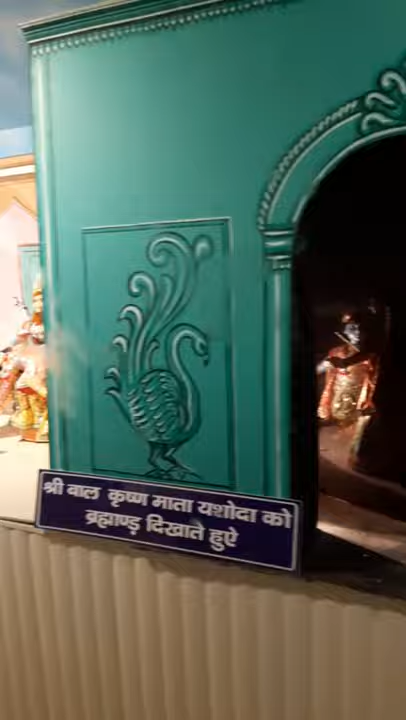 श्री बाल कृष्ण माता यशोदा को
ब्रह्माण्ड़ दिखाते हुऐ